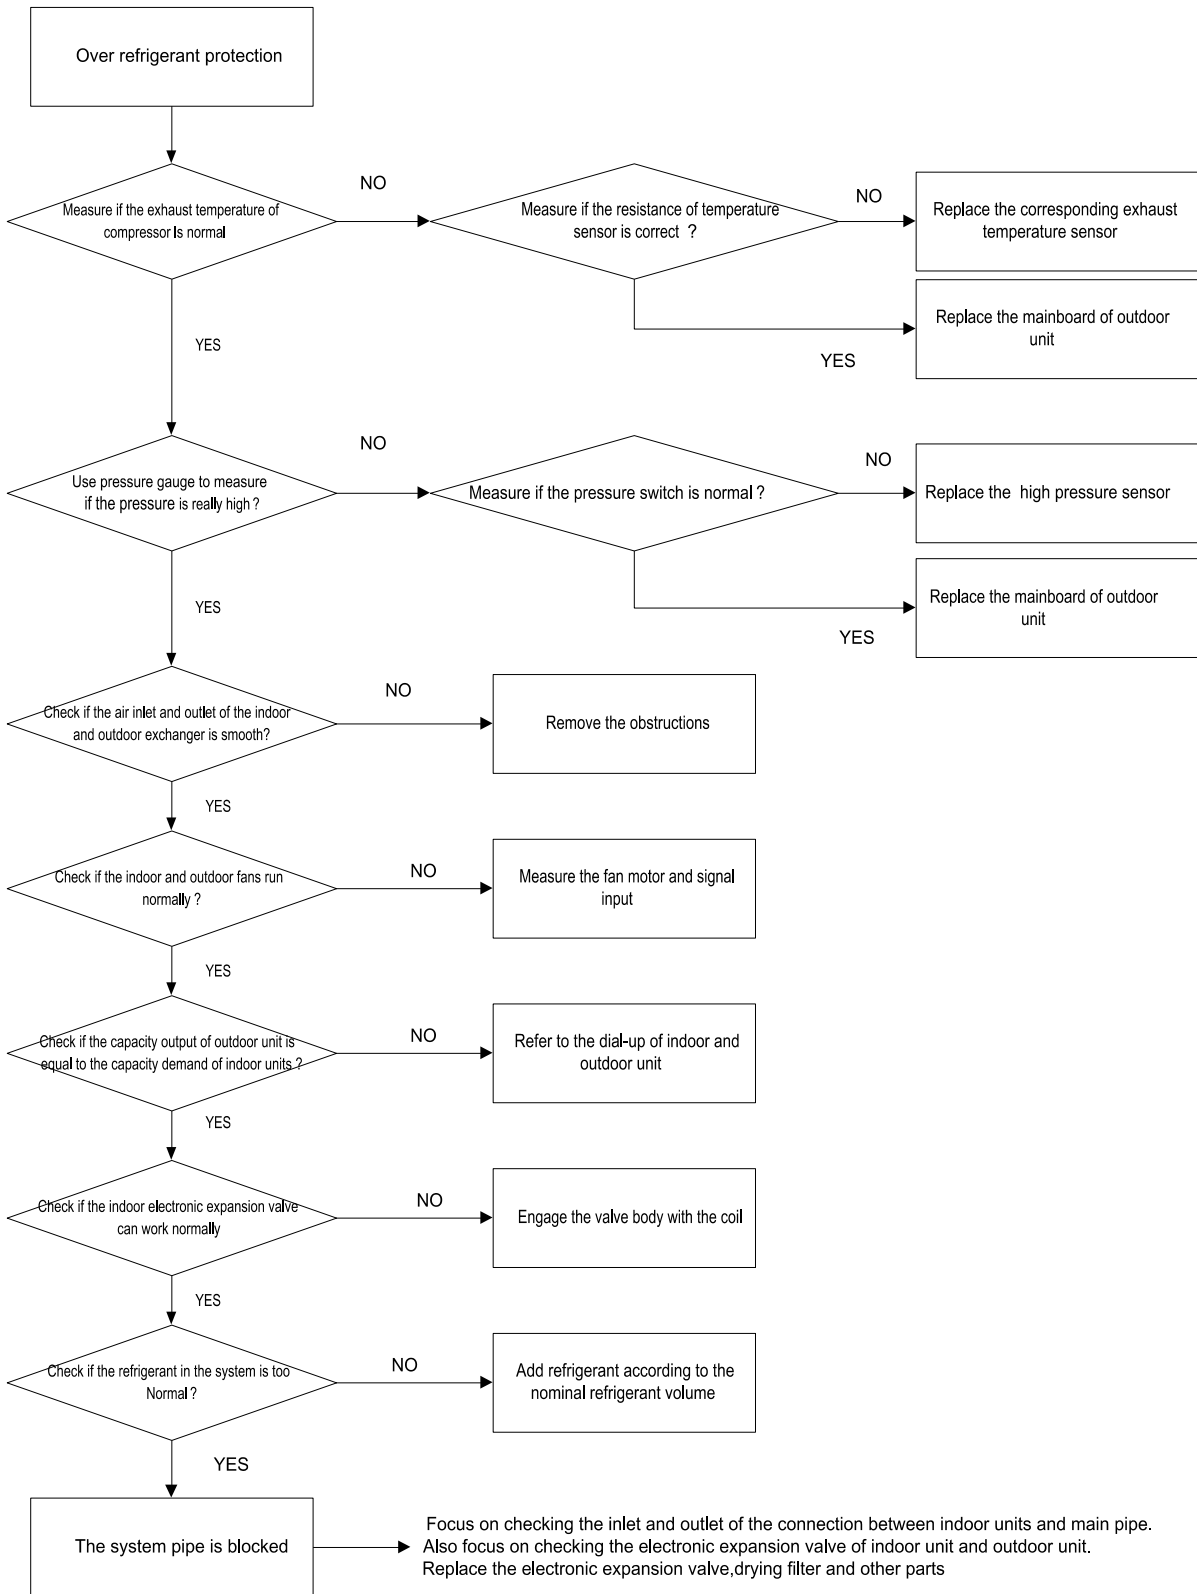 Over refrigerant protection
NO
NO
Measure if the exhaust temperature of
compressor Is normal
Measure if the resistance of temperature
sensor is correct ?
Replace the corresponding exhaust
temperature sensor
Replace the mainboard of outdoor
unit
YES
YES
NO
NO
Use pressure gauge to measure
if the pressure is really high ?
Measure if the pressure switch is normal ?
Replace the high pressure sensor
Replace the mainboard of outdoor
unit
YES
YES
NO
Check if the air inlet and outlet of the indoor
and outdoor exchanger is smooth?
Remove the obstructions
YES
NO
Check if the indoor and outdoor fans run
normally ?
Measure the fan motor and signal
input
YES
NO
Check if the capacity output of outdoor unit is
equal to the capacity demand of indoor units ?
Refer to the dial-up of indoor and
outdoor unit
YES
NO
Check if the indoor electronic expansion valve
can work normally
Engage the valve body with the coil
YES
NO
Check if the refrigerant in the system is too
Normal ?
Add refrigerant according to the
nominal refrigerant volume
YES
The system pipe is blocked
Focus on checking the inlet and outlet of the connection between indoor units and main pipe.
Also focus on checking the electronic expansion valve of indoor unit and outdoor unit.
Replace the electronic expansion valve,drying filter and other parts